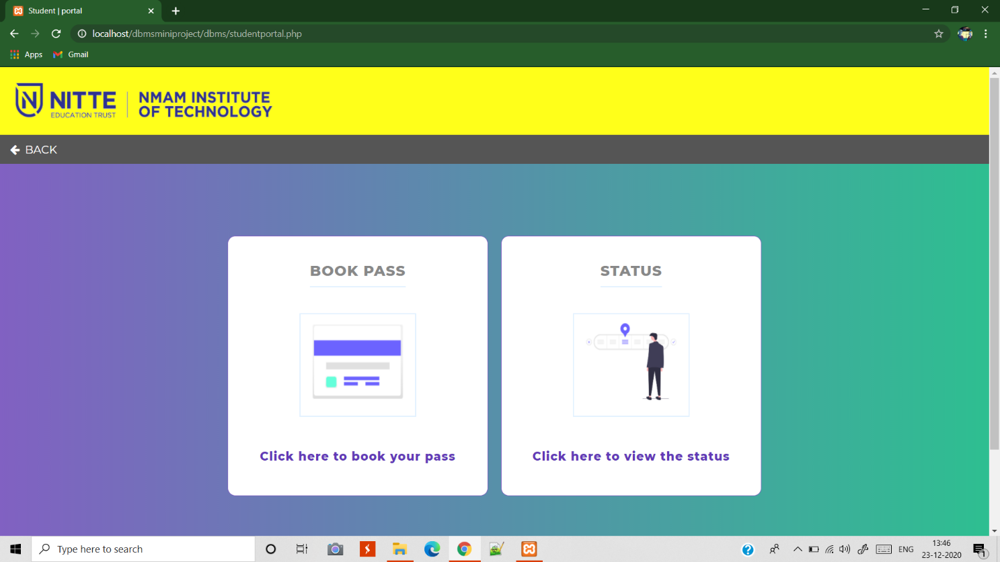 Student | portal
localhost/dbmsminiproject/dbms/studentportal.php
Apps
Gmail
NITTE
EDUCATION TRUST
NMAM INSTITUTE
OF TECHNOLOGY
BACK
BOOK PASS
STATUS
Click here to book your pass
Click here to view the status
Type here to search
ENG
13:46
23-12-2020
1